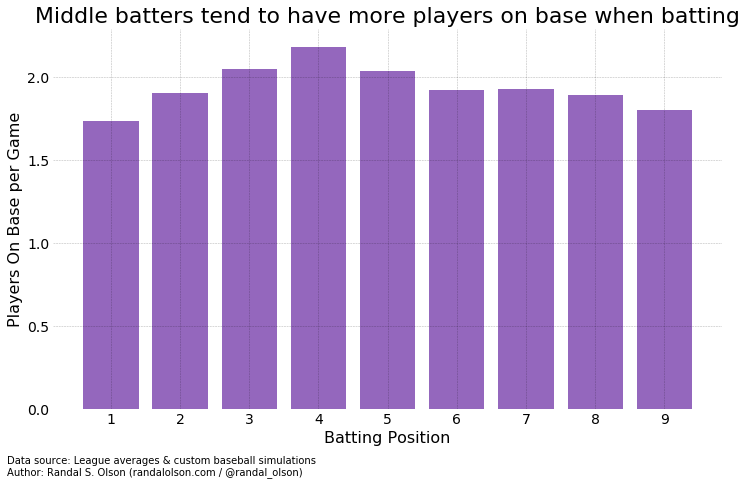 Middle batters tend to have more players on base when batting
Players On Base per Game
2.0
1.5
1.0
0.5
0.0
1 2 3 4 5 6 7 8 9
Batting Position
Data source: League averages & custom baseball simulations
Author: Randal S. Olson (randalolson.com / @randal_olson)